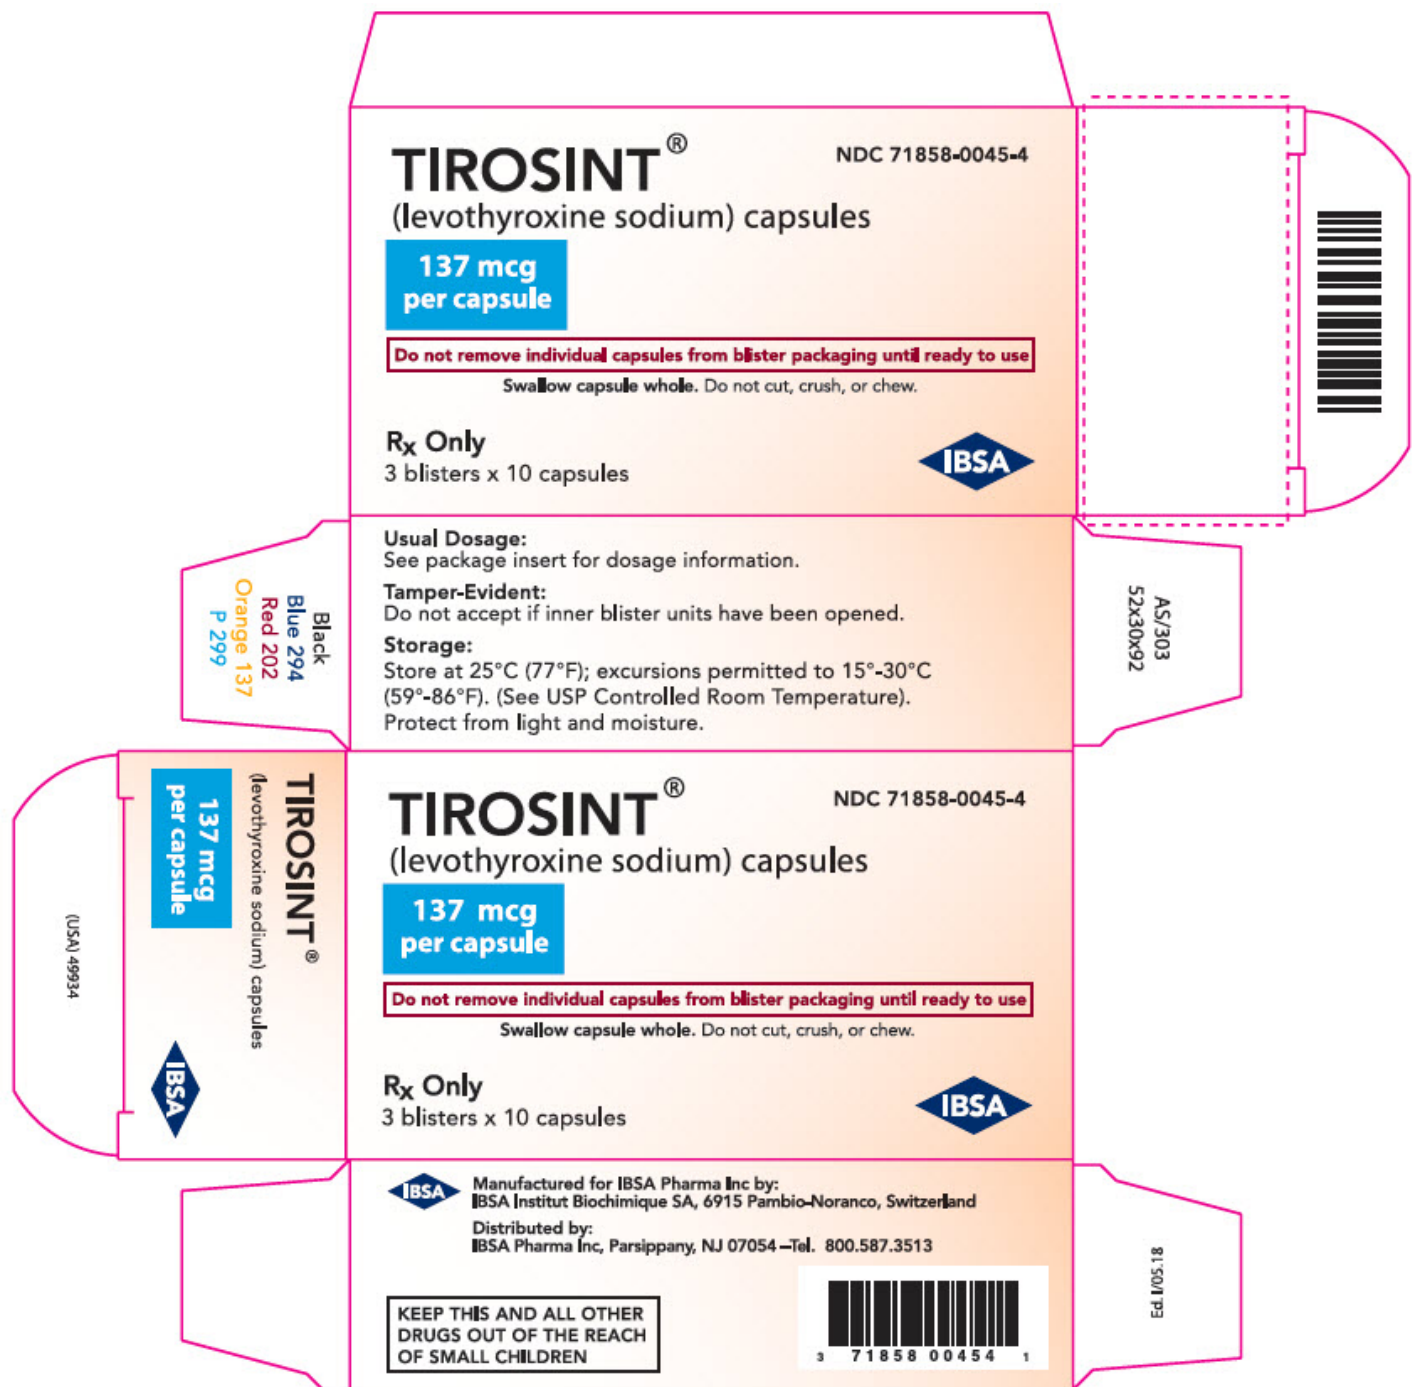 TIROSINT®
NDC 71858-0045-4
(levothyroxine sodium) capsules
137 mcg
per capsule
Do not remove individual capsules from blister packaging until ready to use
Swallow capsule whole. Do not cut, crush, or chew.
Rx Only
3 blisters x 10 capsules
IBSA
Usual Dosage:
See package insert for dosage information.
Tamper-Evident:
Do not accept if inner blister units have been opened.
Storage:
Store at 25°C (77°F); excursions permitted to 15°-30°C
(59°-86°F). (See USP Controlled Room Temperature).
Protect from light and moisture.
Black
Blue 294
Red 202
Orange 137
P 299
AS/303
52x30x92
TIROSINT®
(levothyroxine sodium) capsules
137 mcg
per capsule
IBSA
(USA) 49934
TIROSINT®
NDC 71858-0045-4
(levothyroxine sodium) capsules
137 mcg
per capsule
Do not remove individual capsules from blister packaging until ready to use
Swallow capsule whole. Do not cut, crush, or chew.
Rx Only
3 blisters x 10 capsules
IBSA
IBSA
Manufactured for IBSA Pharma Inc by:
IBSA Institut Biochimique SA, 6915 Pambio-Noranco, Switzerland
Distributed by:
IBSA Pharma Inc, Parsippany, NJ 07054 –Tel. 800.587.3513
KEEP THIS AND ALL OTHER
DRUGS OUT OF THE REACH
OF SMALL CHILDREN
3 71858 00454 1
Ed.I/05.18